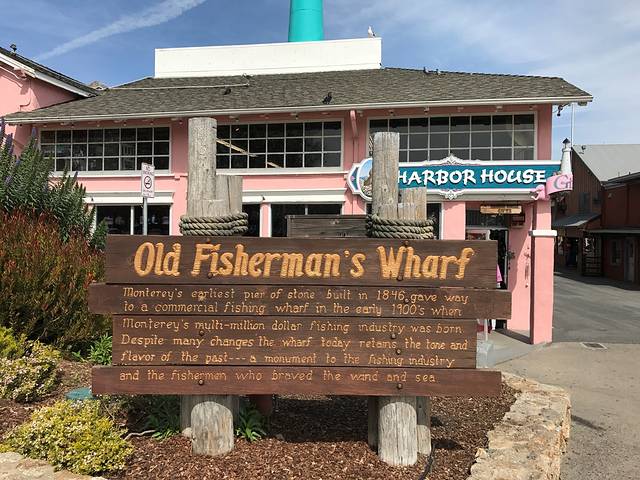 HARBOR HOUSE
Old Fisherman's Wharf
Monterey's earliest pier of stone built in 1846, gave way
to a commercial fishing wharf in the early 1900's when
Monterey's multi-million dollar fishing industry was born
Despite many changes the wharf today retains the tone and
flavor of the past---a monument to the fishing industry
and the fishermen who braved the wind and sea.